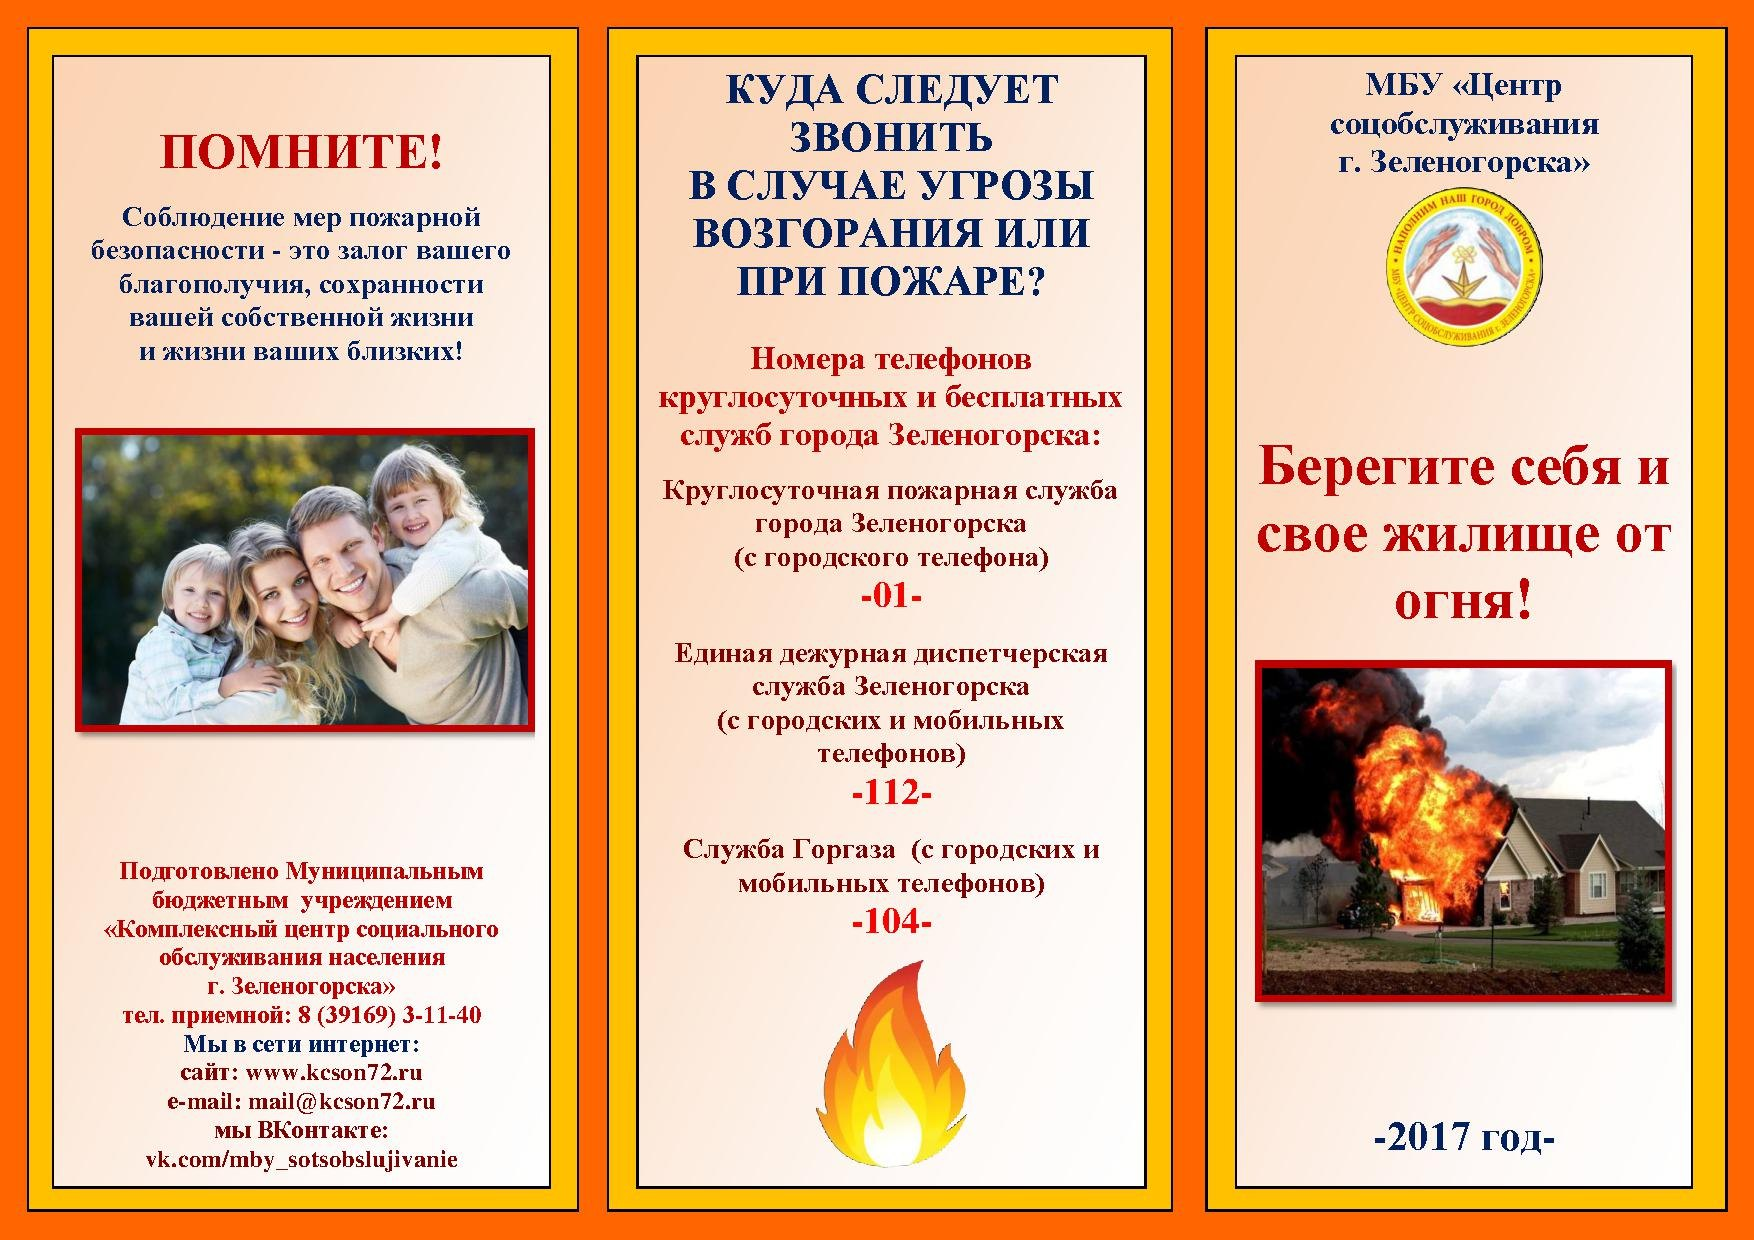 ПОМНИТЕ!
Соблюдение мер пожарной
безопасности - это залог вашего
благополучия, сохранности
вашей собственной жизни
и жизни ваших близких!
Подготовлено Муниципальным
бюджетным учреждением
«Комплексный центр социального
обслуживания населения
г. Зеленогорска»
тел. приемной: 8 (39169) 3-11-40
Мы в сети интернет:
сайт: www.kcson72.ru
e-mail: mail@kcson72.ru
мы ВКонтакте:
vk.com/mby_sotsobslujivanie
КУДА СЛЕДУЕТ
ЗВОНИТЬ
В СЛУЧАЕ УГРОЗЫ
ВОЗГОРАНИЯ ИЛИ
ПРИ ПОЖАРЕ?
Номера телефонов
круглосуточных и бесплатных
служб города Зеленогорска:
Круглосуточная пожарная служба
города Зеленогорска
(с городского телефона)
-01-
Единая дежурная диспетчерская
служба Зеленогорска
(с городских и мобильных
телефонов)
-112-
Служба Горгаза (с городских и
мобильных телефонов)
-104-
МБУ «Центр
соцобслуживания
г. Зеленогорска»
НАПОЛНИМ НАШ ГОРОД ДОБРОМ
МБУ «ЦЕНТР СОЦОБСЛУЖИВАНИЯ г. ЗЕЛЕНОГОРСКА»
Берегите себя и
свое жилище от
огня!
-2017 год-